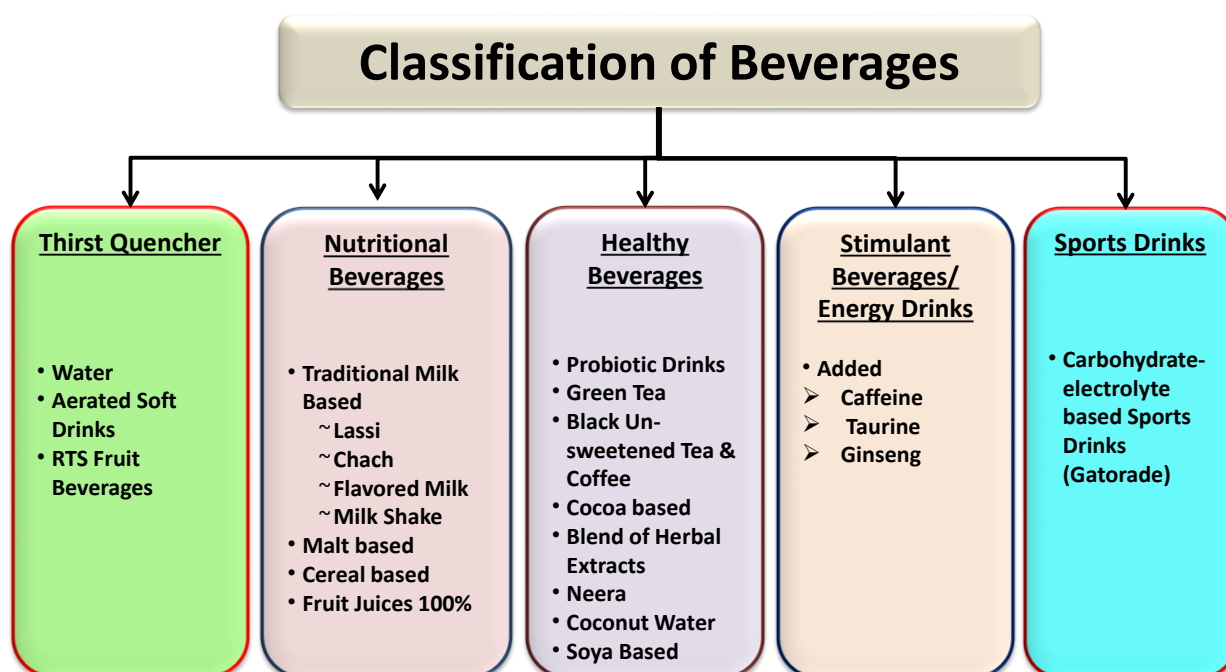 Classification of Beverages
Thirst Quencher
• Water
• Aerated Soft
Drinks
• RTS Fruit
Beverages
Nutritional
Beverages
• Traditional Milk
Based
~ Lassi
~ Chach
~ Flavored Milk
~ Milk Shake
• Malt based
• Cereal based
• Fruit Juices 100%
Healthy
Beverages
• Probiotic Drinks
• Green Tea
• Black Un-
sweetened Tea &
Coffee
• Cocoa based
• Blend of Herbal
Extracts
• Neera
• Coconut Water
• Soya Based
Stimulant
Beverages/
Energy Drinks
• Added
➢ Caffeine
➢ Taurine
➢ Ginseng
Sports Drinks
• Carbohydrate-
electrolyte
based Sports
Drinks
(Gatorade)